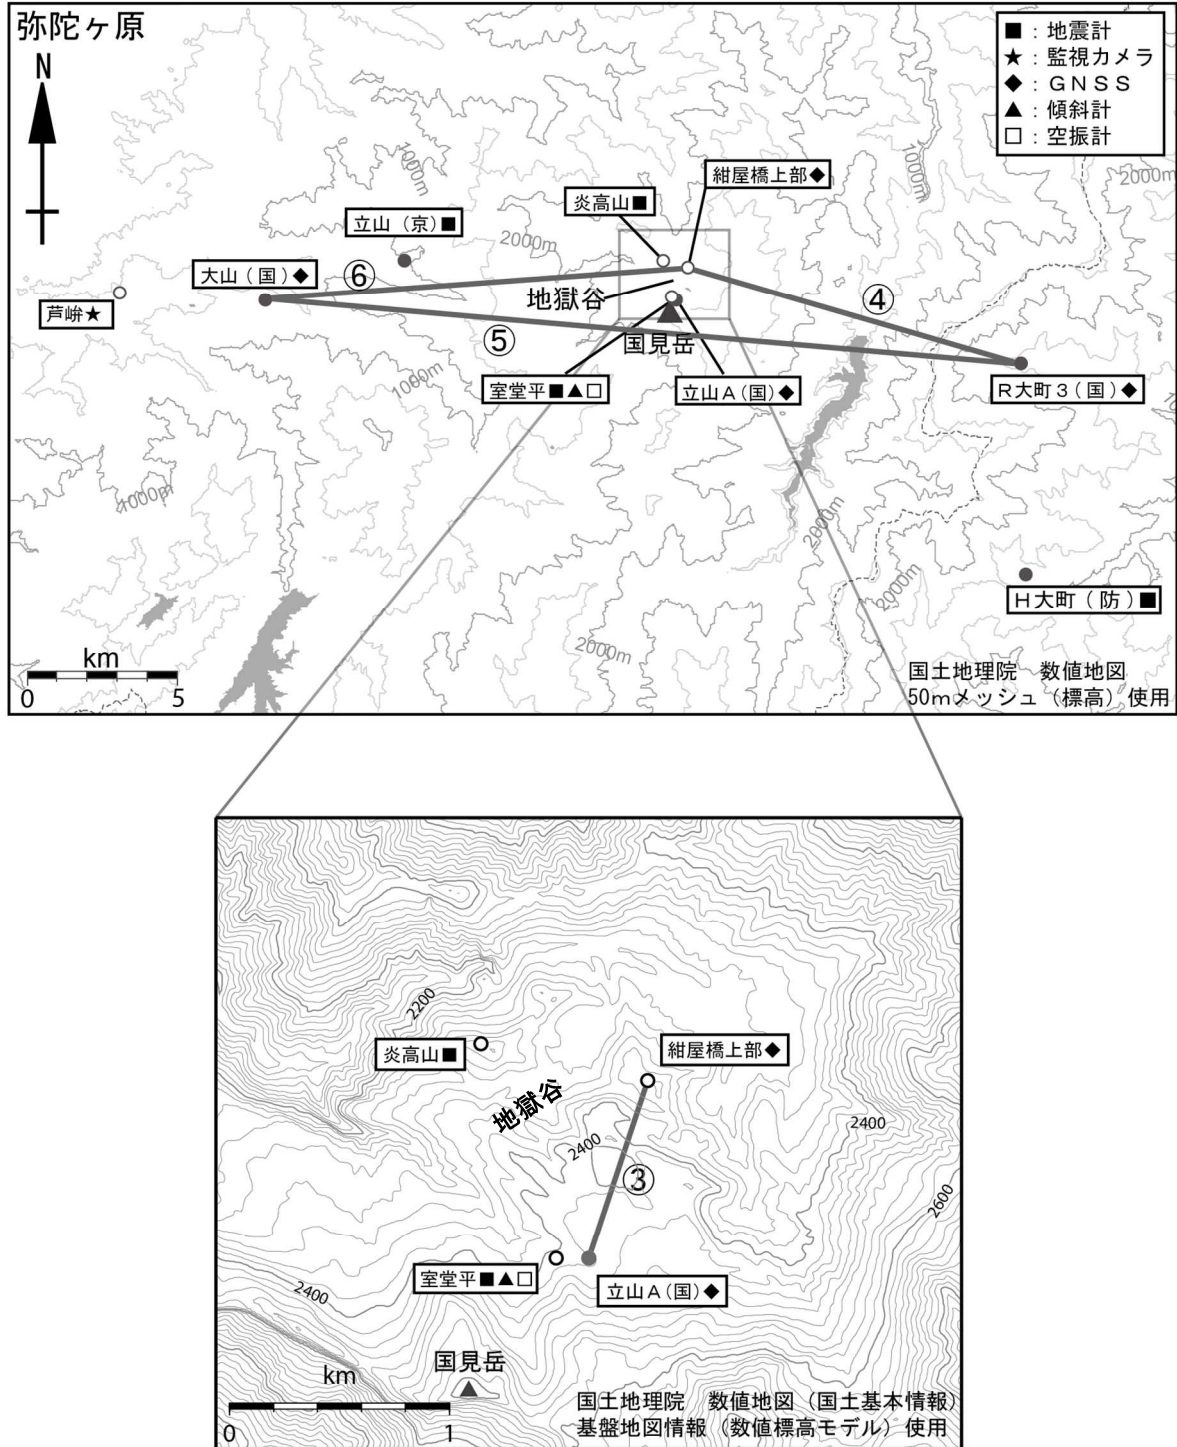 弥陀ヶ原
N
■：地震計
★：監視カメラ
◆：ＧＮＳＳ
▲：傾斜計
□：空振計
1000m
1000m
2000m
紺屋橋上部◆
炎高山■
立山（京）■
2000m
大山（国）◆
⑥
④
地獄谷
芦峅★
⑤
国見岳
1000m
室堂平■▲□
立山Ａ（国）◆
Ｒ大町３（国）◆
1000m
2000m
2000m
Ｈ大町（防）■
2000m
km
0 5
国土地理院　数値地図
50mメッシュ（標高）使用
2200
炎高山■
紺屋橋上部◆
地獄谷
2400
2400
③
2600
室堂平■▲□
立山Ａ（国）◆
2400
国見岳
km
0 1
国土地理院　数値地図（国土基本情報）
基盤地図情報（数値標高モデル）使用